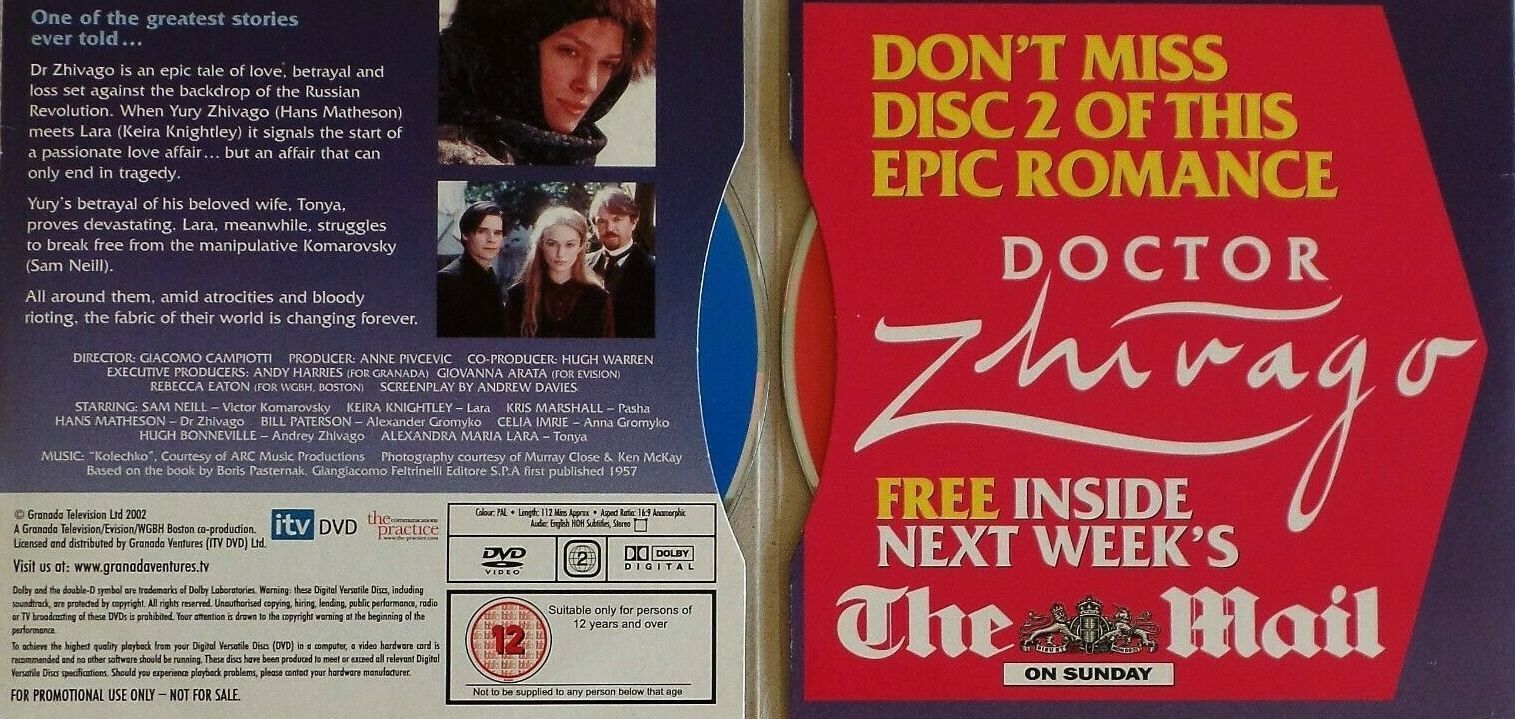 One of the greatest stories
ever told...
Dr Zhivago is an epic tale of love, betrayal and
loss set against the backdrop of the Russian
Revolution. When Yury Zhivago (Hans Matheson)
meets Lara (Keira Knightley) it signals the start of
a passionate love affair... but an affair that can
only end in tragedy.
Yury's betrayal of his beloved wife, Tonya,
proves devastating. Lara, meanwhile, struggles
to break free from the manipulative Komarovsky
(Sam Neill).
All around them, amid atrocities and bloody
rioting, the fabric of their world is changing forever.
DIRECTOR: GIACOMO CAMPIOTTI PRODUCER: ANNE PIVCEVIC CO-PRODUCER: HUGH WARREN
EXECUTIVE PRODUCERS: ANDY HARRIES (FOR GRANADA) GIOVANNA ARATA (FOR EVISION)
REBECCA EATON (FOR WGBH, BOSTON) SCREENPLAY BY ANDREW DAVIES
STARRING: SAM NEILL – Victor Komarovsky KEIRA KNIGHTLEY – Lara KRIS MARSHALL – Pasha
HANS MATHESON – Dr Zhivago BILL PATERSON – Alexander Gromyko CELIA IMRIE – Anna Gromyko
HUGH BONNEVILLE – Andrey Zhivago ALEXANDRA MARIA LARA – Tonya
MUSIC: "Kolechko", Courtesy of ARC Music Productions Photography courtesy of Murray Close & Ken McKay
Based on the book by Boris Pasternak. Giangiacomo Feltrinelli Editore S.P.A first published 1957
© Granada Television Ltd 2002
A Granada Television/Evision/WGBH Boston co-production.
Licensed and distributed by Granada Ventures (ITV DVD) Ltd.
Visit us at: www.granadaventures.tv
itv DVD
the communications
practice
www.the-practice.com
Colour: PAL • Length: 112 Mins Approx • Aspect Ratio: 16:9 Anamorphic
Audio: English HOH Subtitles, Stereo
DVD
VIDEO
2
DOLBY
DIGITAL
Dolby and the double-D symbol are trademarks of Dolby Laboratories. Warning: these Digital Versatile Discs, including
soundtrack, are protected by copyright. All rights reserved. Unauthorised copying, hiring, lending, public performance, radio
or TV broadcasting of these DVDs is prohibited. Your attention is drawn to the copyright warning at the beginning of the
performance.
To achieve the highest quality playback from your Digital Versatile Discs (DVD) in a computer, a video hardware card is
recommended and no other software should be running. These discs have been produced to meet or exceed all relevant Digital
Versatile Discs specifications. Should you experience playback problems, please contact your hardware manufacturer.
FOR PROMOTIONAL USE ONLY – NOT FOR SALE.
12
Suitable only for persons of
12 years and over
Not to be supplied to any person below that age
DON'T MISS
DISC 2 OF THIS
EPIC ROMANCE
DOCTOR
Zhivago
FREE INSIDE
NEXT WEEK'S
The Mail
ON SUNDAY